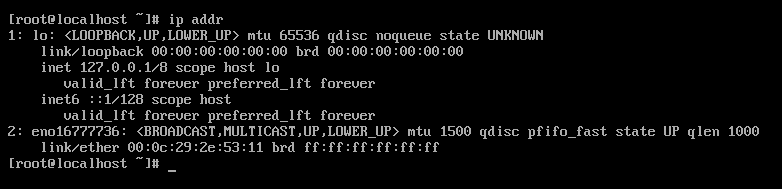 [root@localhost ~]# ip addr
1: lo: <LOOPBACK,UP,LOWER_UP> mtu 65536 qdisc noqueue state UNKNOWN
    link/loopback 00:00:00:00:00:00 brd 00:00:00:00:00:00
    inet 127.0.0.1/8 scope host lo
       valid_lft forever preferred_lft forever
    inet6 ::1/128 scope host
       valid_lft forever preferred_lft forever
2: eno16777736: <BROADCAST,MULTICAST,UP,LOWER_UP> mtu 1500 qdisc pfifo_fast state UP qlen 1000
    link/ether 00:0c:29:2e:53:11 brd ff:ff:ff:ff:ff:ff
[root@localhost ~]# _